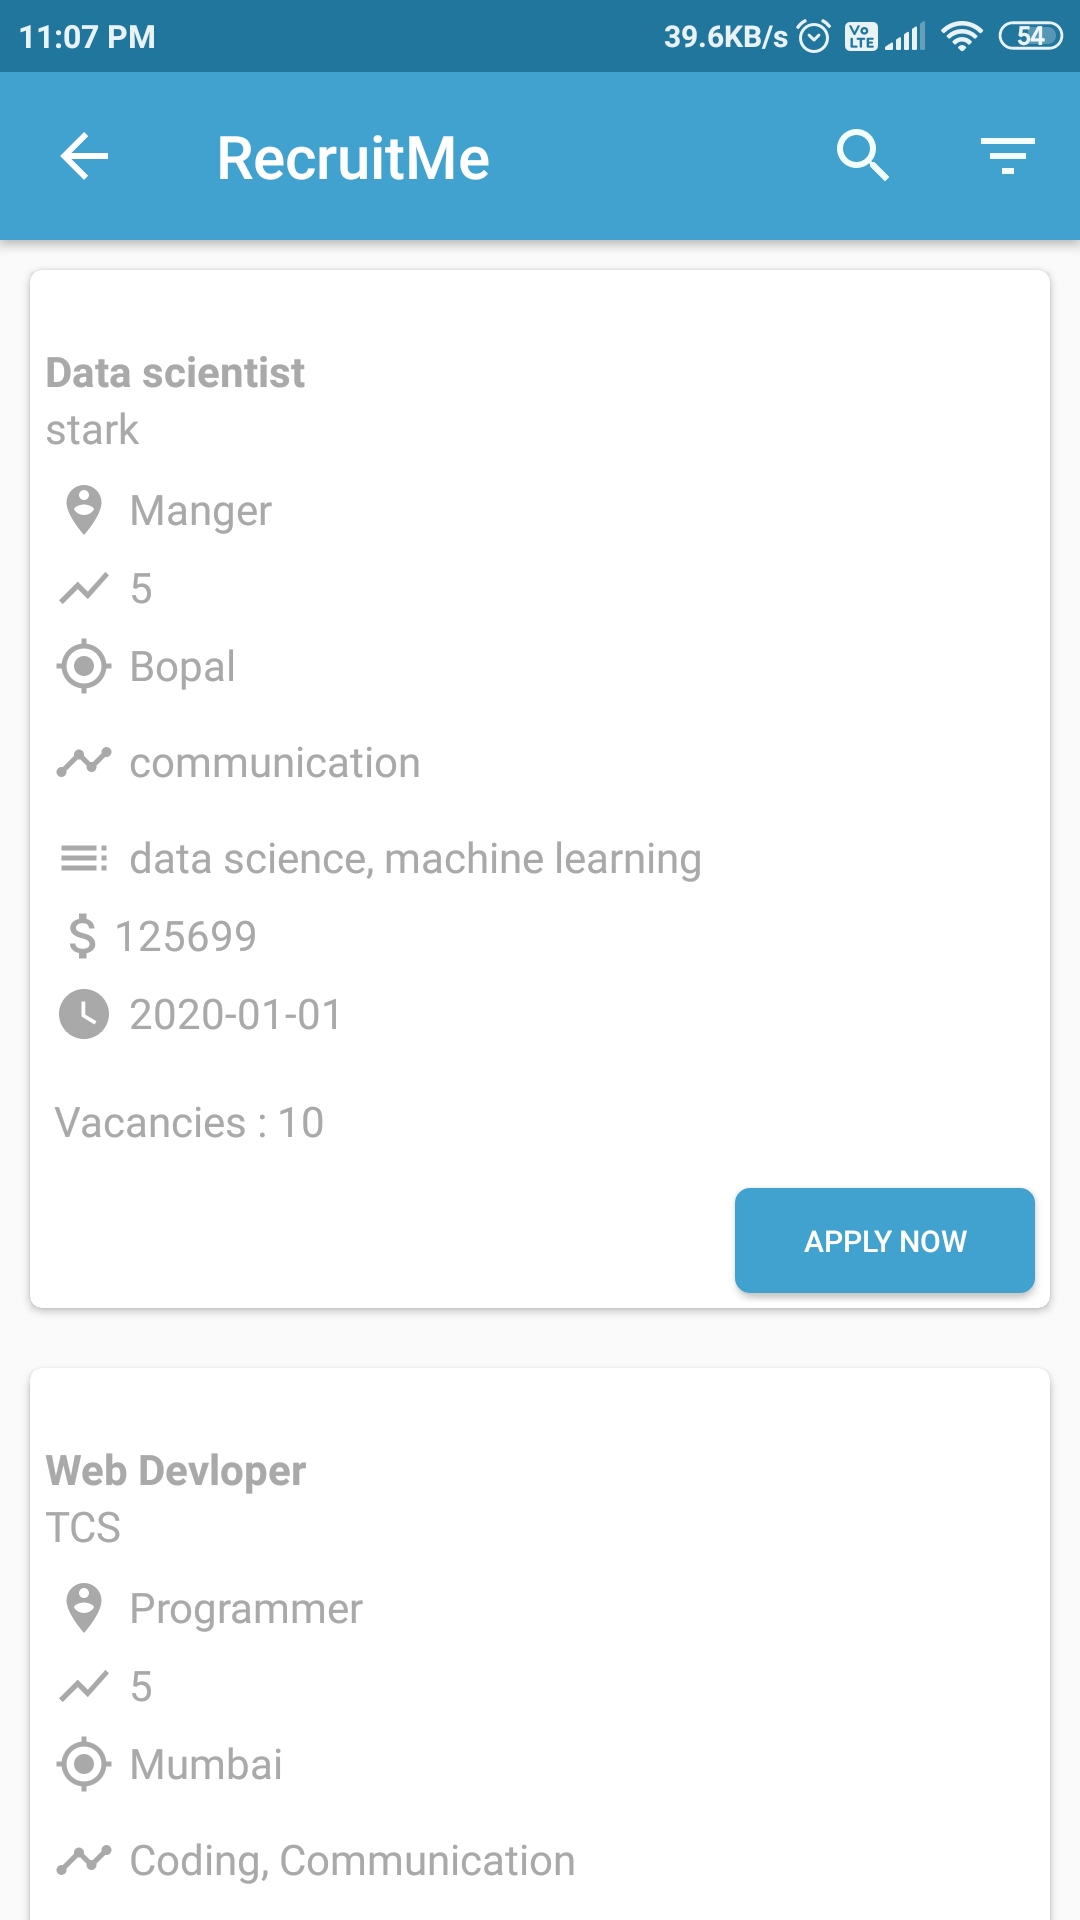 11:07 PM 39.6KB/s Vo LTE 54
RecruitMe
Data scientist
stark
Manger
5
Bopal
communication
data science, machine learning
$ 125699
2020-01-01
Vacancies : 10
APPLY NOW
Web Devloper
TCS
Programmer
5
Mumbai
Coding, Communication